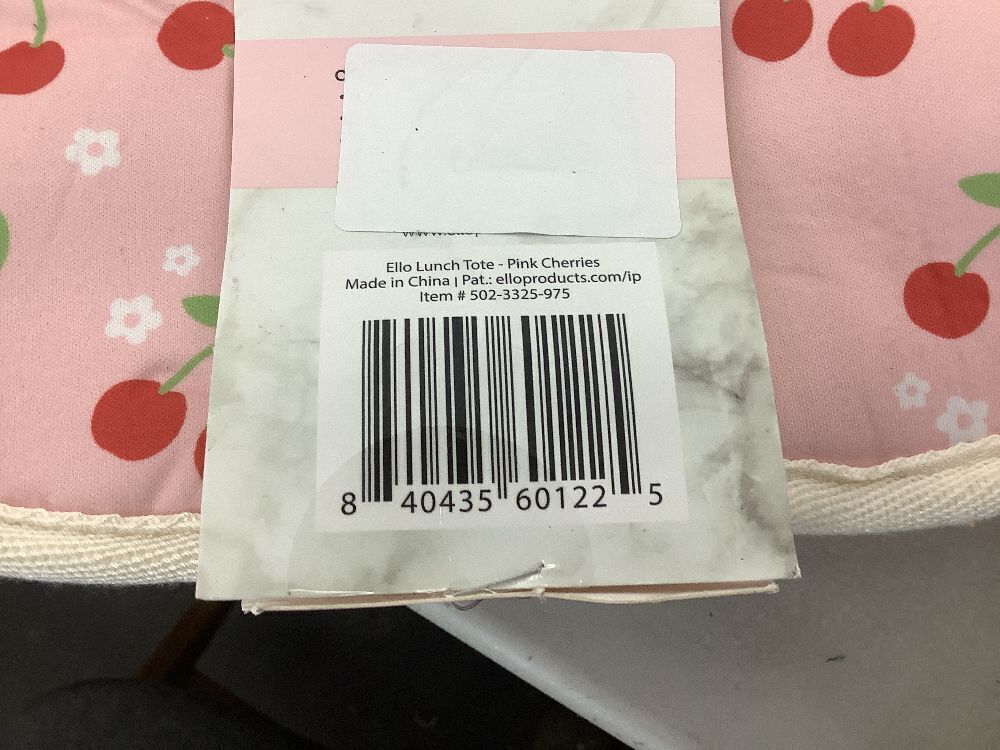 Ello Lunch Tote - Pink Cherries
Made in China | Pat.: elloproducts.com/ip
Item # 502-3325-975
8 40435 60122 5